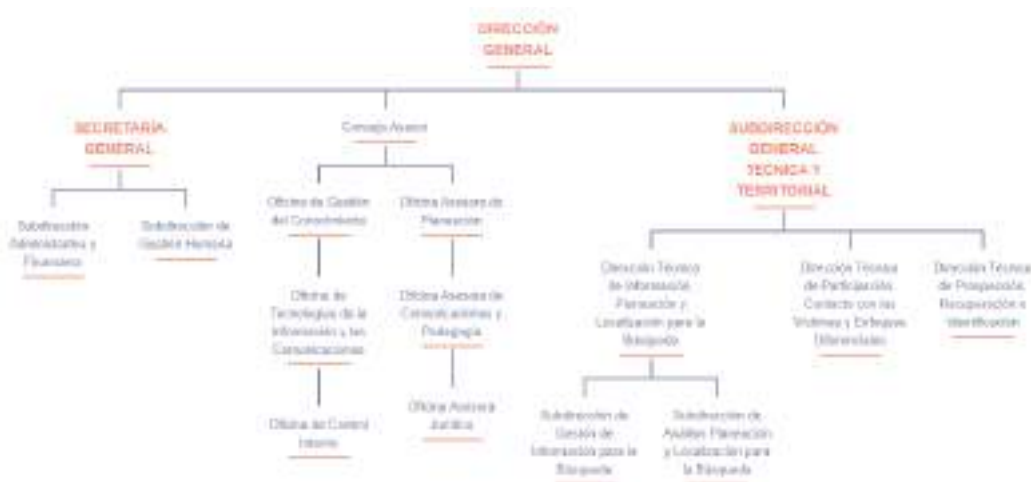 DIRECCIÓN
GENERAL
SECRETARÍA
GENERAL
Consejo Asesor
SUBDIRECCIÓN
GENERAL
TÉCNICA Y
TERRITORIAL
Subdirección
Administrativa y
Financiera
Subdirección de
Gestión Humana
Oficina de Gestión
del Conocimiento
Oficina Asesora de
Planeación
Oficina de
Tecnologías de la
Información y las
Comunicaciones
Oficina Asesora de
Comunicaciones y
Pedagogía
Oficina de Control
Interno
Oficina Asesora
Jurídica
Dirección Técnica
de Información,
Planeación y
Localización para la
Búsqueda
Dirección Técnica
de Participación,
Contacto con las
Víctimas y Enfoques
Diferenciales
Dirección Técnica
de Prospección,
Recuperación e
Identificación
Subdirección de
Gestión de
Información para la
Búsqueda
Subdirección de
Análisis Planeación
y Localización para
la Búsqueda